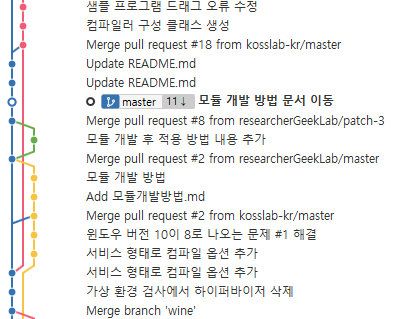 샘플 프로그램 드래그 오류 수정
컴파일러 구성 클래스 생성
Merge pull request #18 from kosslab-kr/master
Update README.md
Update README.md
master 11↓ 모듈 개발 방법 문서 이동
Merge pull request #8 from researcherGeekLab/patch-3
모듈 개발 후 적용 방법 내용 추가
Merge pull request #2 from researcherGeekLab/master
모듈 개발 방법
Add 모듈개발방법.md
Merge pull request #2 from kosslab-kr/master
윈도우 버전 10이 8로 나오는 문제 #1 해결
서비스 형태로 컴파일 옵션 추가
서비스 형태로 컴파일 옵션 추가
가상 환경 검사에서 하이퍼바이저 삭제
Merge branch 'wine'